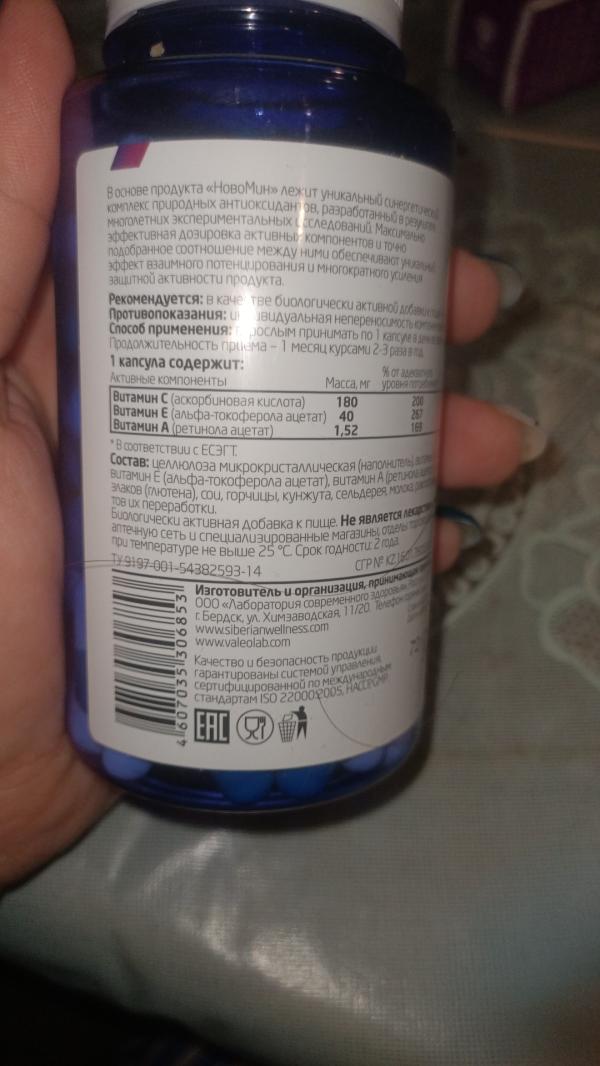 В основе продукта «НовоМин» лежит уникальный синергетический
комплекс природных антиоксидантов, разработанный в результате
многолетних экспериментальных исследований. Максимально
эффективная дозировка активных компонентов и точно
подобранное соотношение между ними обеспечивают уникальный
эффект взаимного потенцирования и многократного усиления
защитной активности продукта.
Рекомендуется: в качестве биологически активной добавки к
Противопоказания: индивидуальная непереносимость
Способ применения: взрослым принимать по 1 капсуле в день
Продолжительность приема – 1 месяц курсами 2-3 раза в год.
1 капсула содержит:
Активные компоненты Масса, мг % от адекватного уровня
Витамин С (аскорбиновая кислота) 180 200
Витамин Е (альфа-токоферола ацетат) 40 267
Витамин А (ретинола ацетат) 1,52 169
* В соответствии с ЕСЭГТ.
Состав: целлюлоза микрокристаллическая (наполнитель),
витамин Е (альфа-токоферола ацетат), витамин А (ретинола
злаков (глютена), сои, горчицы, кунжута, сельдерея, молока,
тов их переработки.
Биологически активная добавка к пище. Не является
аптечную сеть и специализированные магазины, отделы
при температуре не выше 25 °С. Срок годности: 2 года.
ТУ 9197-001-54382593-14 СГР №
Изготовитель и организация, принимающая
ООО «Лаборатория современного здоровья»,
г. Бердск, ул. Химзаводская, 11/20. Телефон
www.siberianwellness.com
www.valeolab.com
Качество и безопасность продукции
гарантированы системой управления,
сертифицированной по международным
стандартам ISO 22000:2005, HACCP, GMP.
4 607035 306853
ЕАС